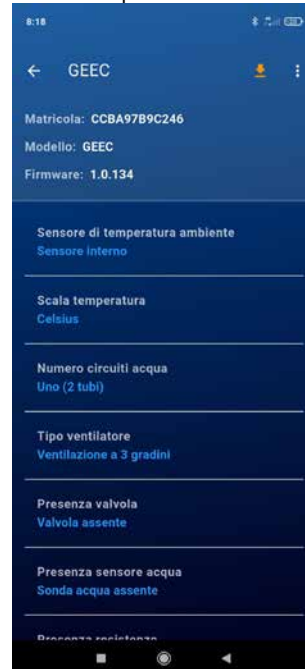 8:18
GEEC
Matricola: CCBA97B9C246
Modello: GEEC
Firmware: 1.0.134
Sensore di temperatura ambiente
Sensore interno
Scala temperatura
Celsius
Numero circuiti acqua
Uno (2 tubi)
Tipo ventilatore
Ventilazione a 3 gradini
Presenza valvola
Valvola assente
Presenza sensore acqua
Sonda acqua assente
Presenza resistenze